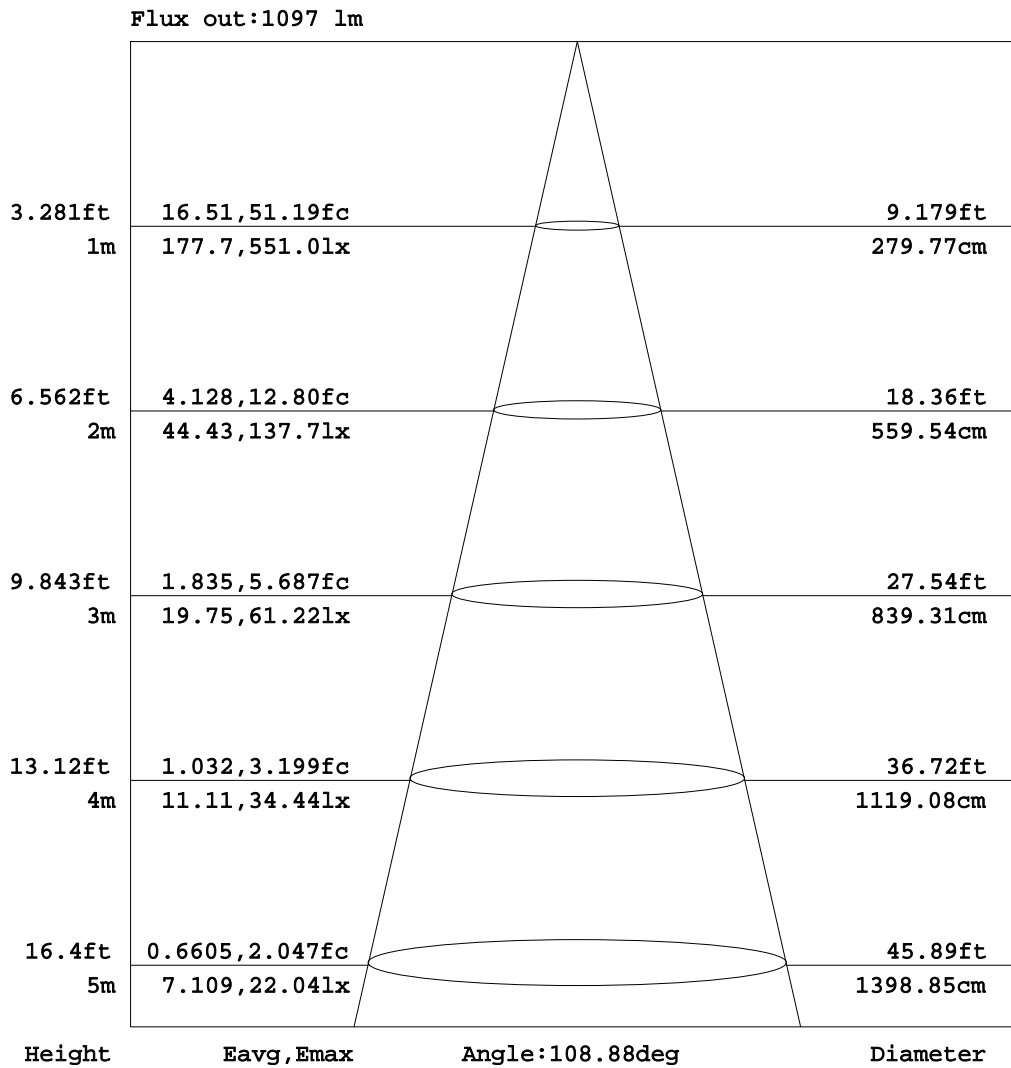 Flux out:1097 lm
3.281ft 16.51,51.19fc 9.179ft
1m 177.7,551.0lx 279.77cm
6.562ft 4.128,12.80fc 18.36ft
2m 44.43,137.7lx 559.54cm
9.843ft 1.835,5.687fc 27.54ft
3m 19.75,61.22lx 839.31cm
13.12ft 1.032,3.199fc 36.72ft
4m 11.11,34.44lx 1119.08cm
16.4ft 0.6605,2.047fc 45.89ft
5m 7.109,22.04lx 1398.85cm
Height Eavg,Emax Angle:108.88deg Diameter